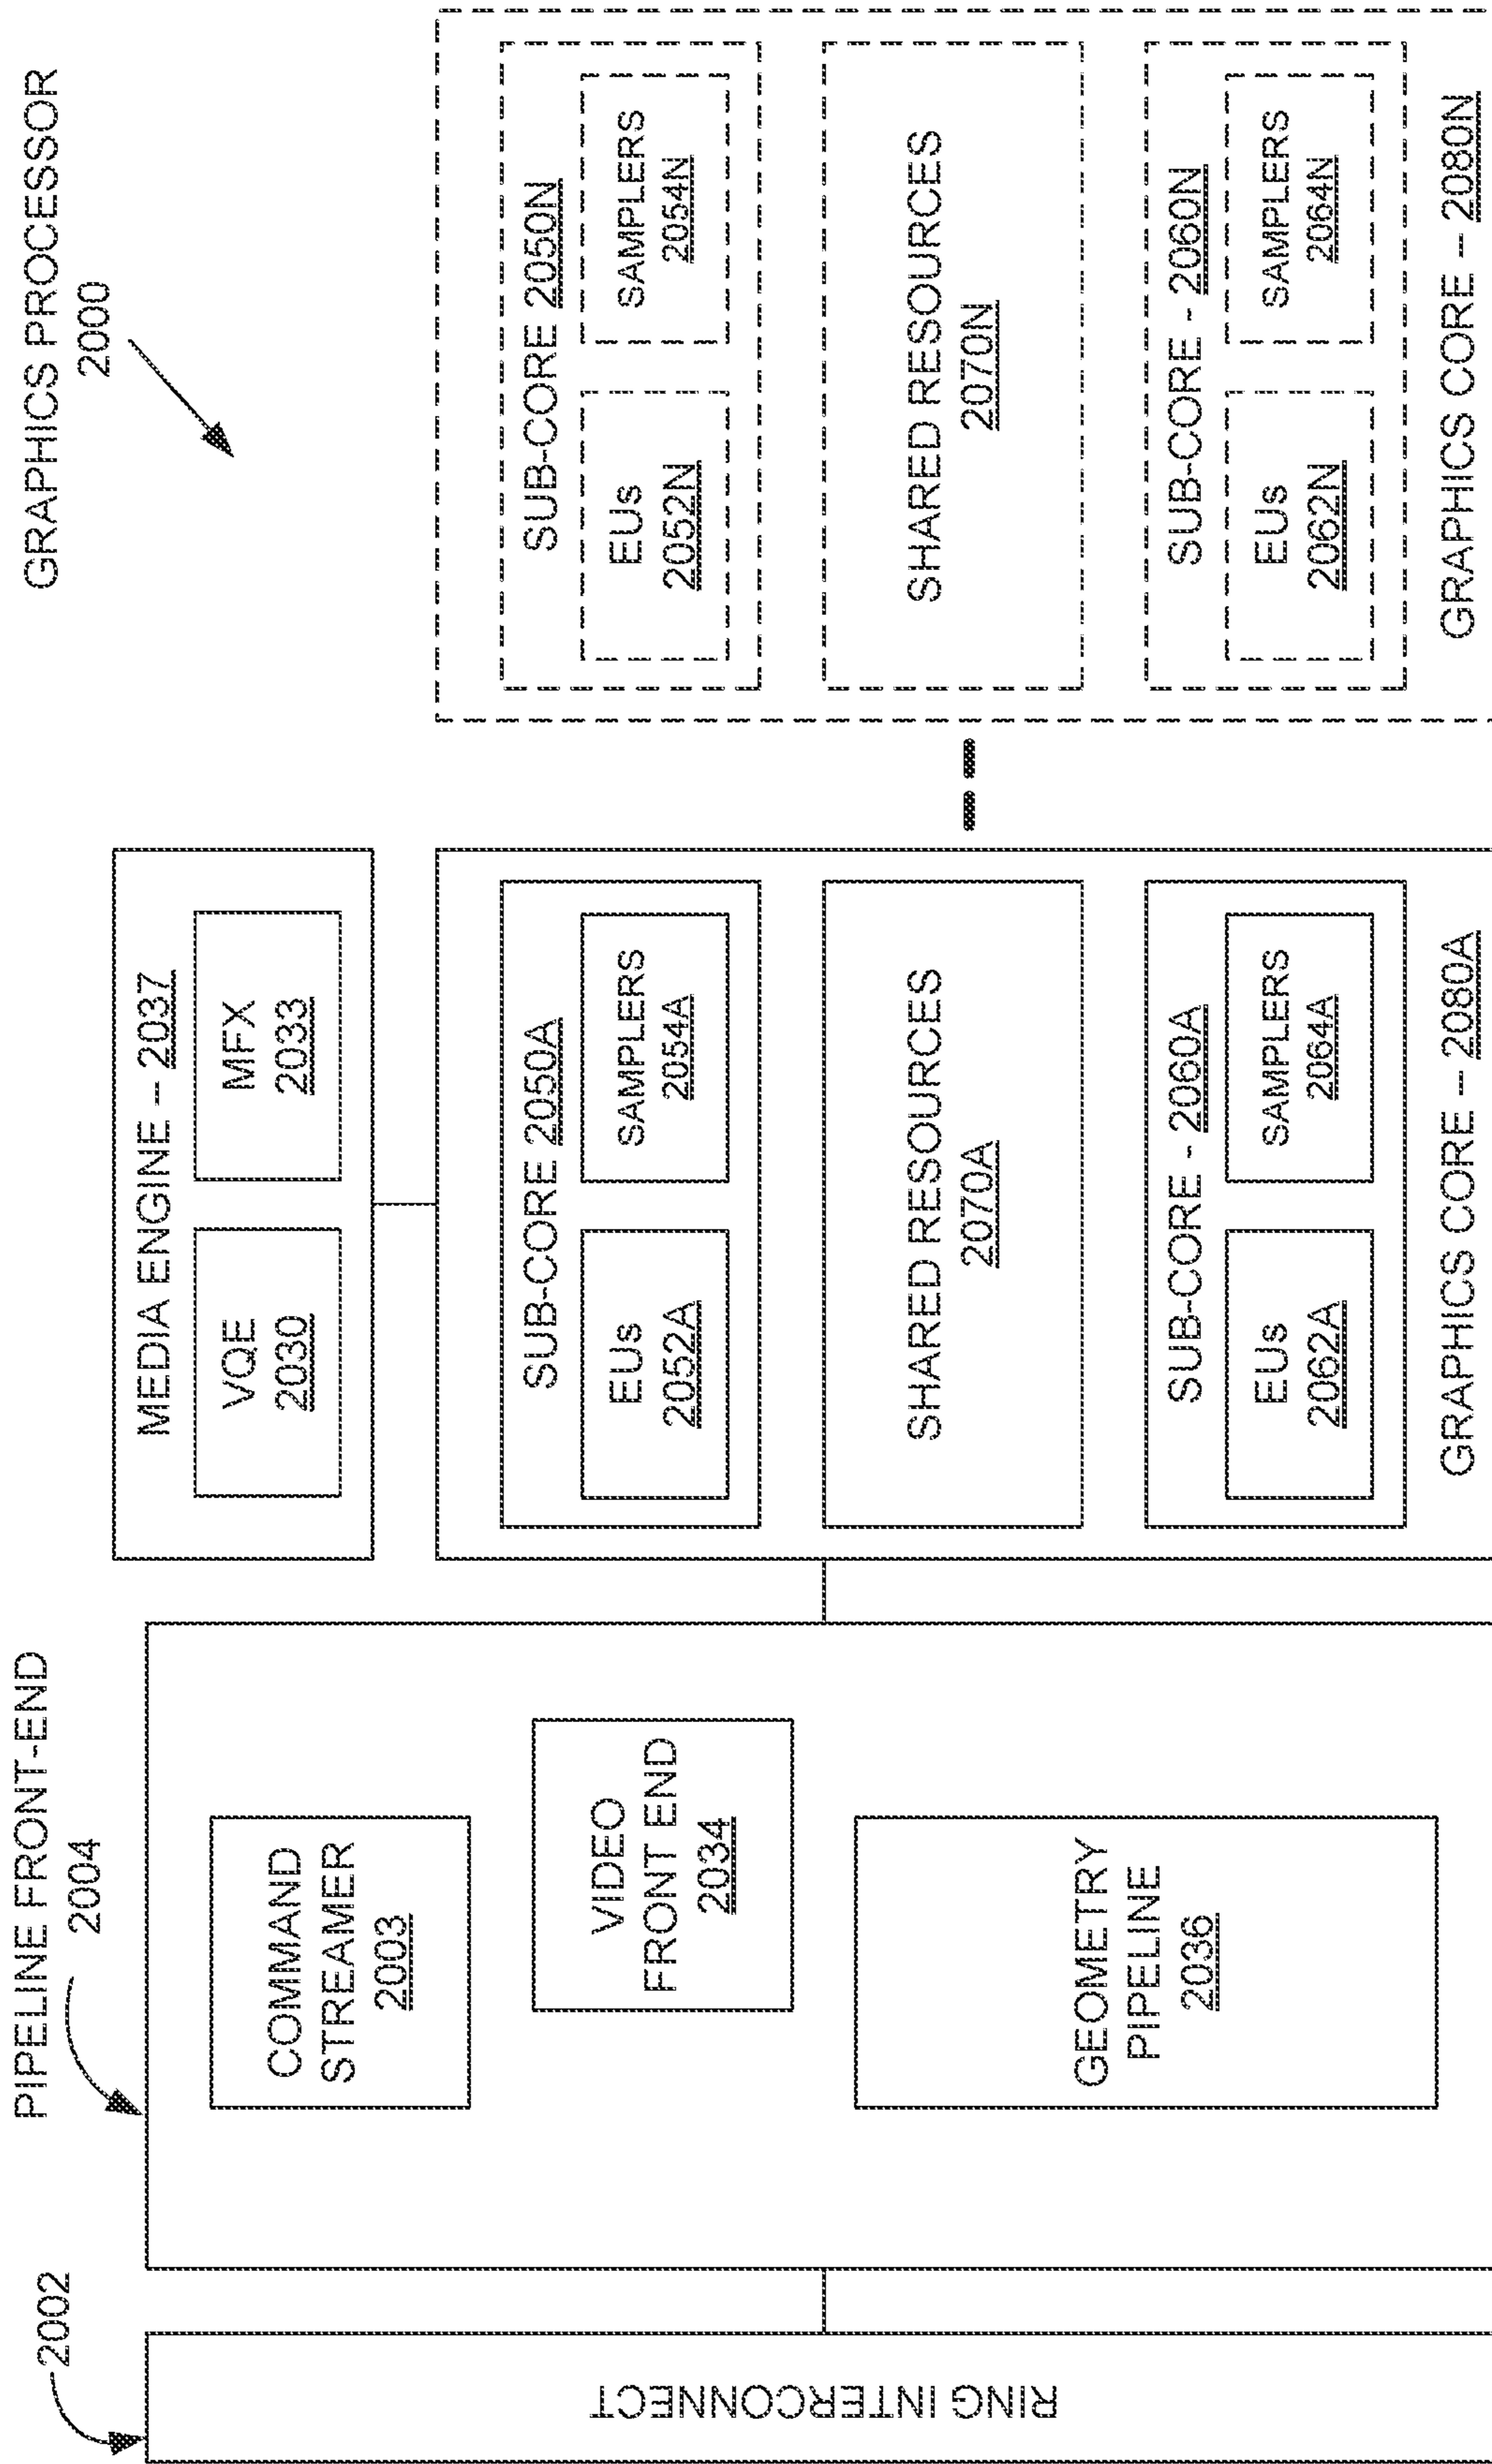 GRAPHICS PROCESSOR
2000
2002
PIPELINE FRONT-END
2004
RING INTERCONNECT
COMMAND
STREAMER
2003
VIDEO
FRONT END
2034
GEOMETRY
PIPELINE
2036
MEDIA ENGINE -- 2037
VQE
2030
MFX
2033
SUB-CORE 2050A
EUs
2052A
SAMPLERS
2054A
SHARED RESOURCES
2070A
SUB-CORE - 2060A
EUs
2062A
SAMPLERS
2064A
GRAPHICS CORE -- 2080A
SUB-CORE 2050N
EUs
2052N
SAMPLERS
2054N
SHARED RESOURCES
2070N
SUB-CORE - 2060N
EUs
2062N
SAMPLERS
2064N
GRAPHICS CORE -- 2080N